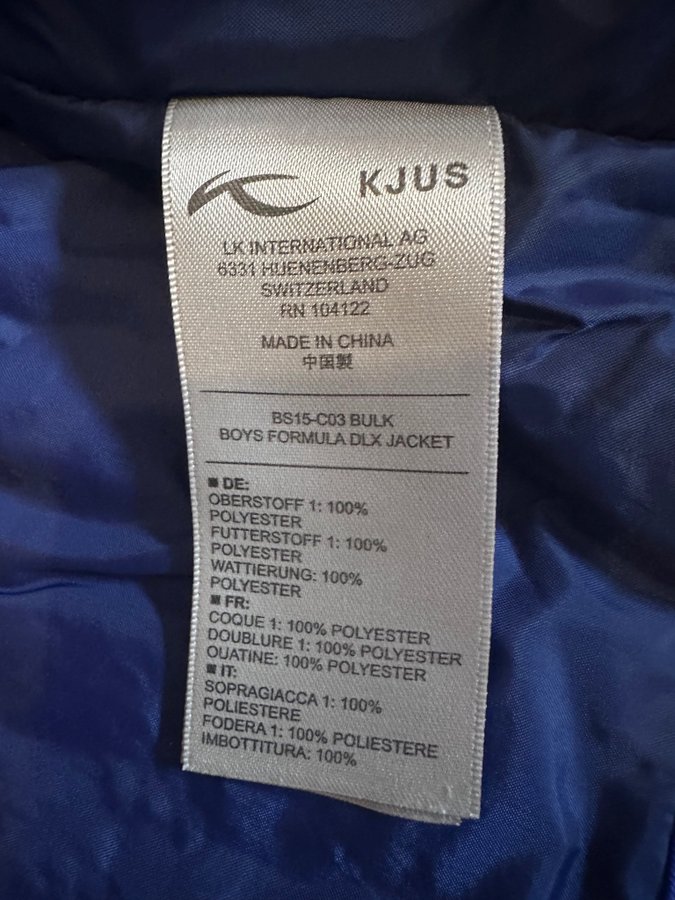 KJUS
LK INTERNATIONAL AG
6331 HUENENBERG-ZUG
SWITZERLAND
RN 104122
MADE IN CHINA
中国製
BS15-C03 BULK
BOYS FORMULA DLX JACKET
■ DE:
OBERSTOFF 1: 100%
POLYESTER
FUTTERSTOFF 1: 100%
POLYESTER
WATTIERUNG: 100%
POLYESTER
■ FR:
COQUE 1: 100% POLYESTER
DOUBLURE 1: 100% POLYESTER
OUATINE: 100% POLYESTER
■ IT:
SOPRAGIACCA 1: 100%
POLIESTERE
FODERA 1: 100% POLIESTERE
IMBOTTITURA: 100%